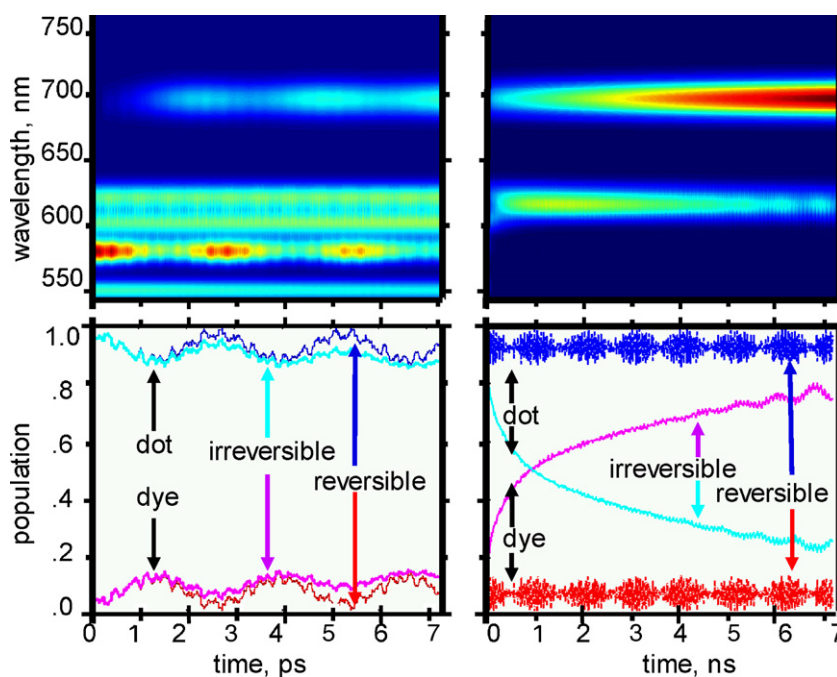 750
700
650
600
550
wavelength, nm
1.0
.8
.6
.4
.2
.0
population
dot
dye
irreversible
reversible
0 1 2 3 4 5 6 7
time, ps
dot
dye
irreversible
reversible
0 1 2 3 4 5 6 7
time, ns